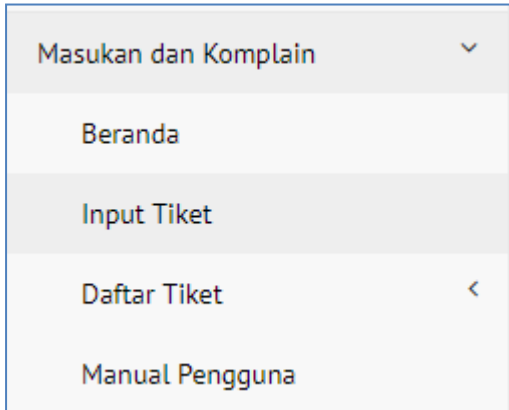 Masukan dan Komplain
Beranda
Input Tiket
Daftar Tiket
Manual Pengguna